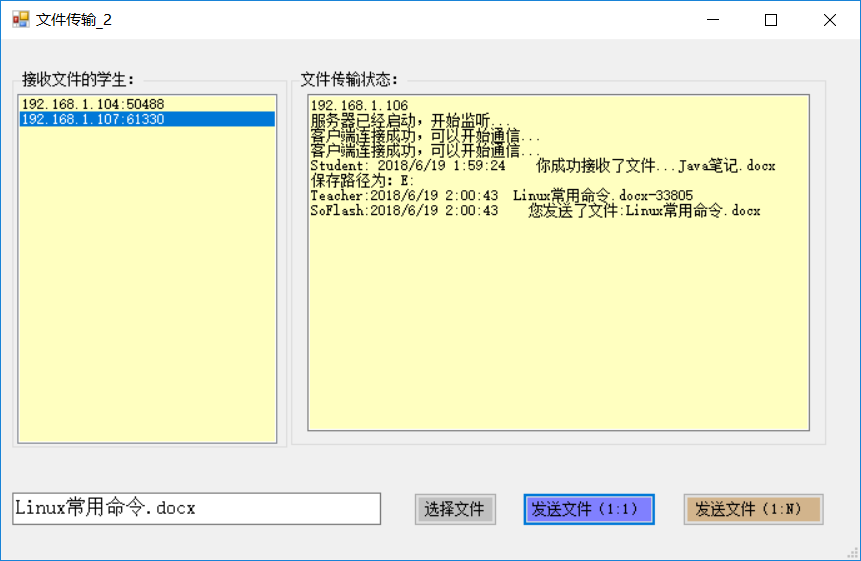 文件传输_2
接收文件的学生:
192.168.1.104:50488
192.168.1.107:61330
文件传输状态:
192.168.1.106
服务器已经启动，开始监听...
客户端连接成功，可以开始通信...
客户端连接成功，可以开始通信...
Student: 2018/6/19 1:59:24    你成功接收了文件...Java笔记.docx
保存路径为: E:
Teacher:2018/6/19 2:00:43  Linux常用命令.docx-33805
SoFlash:2018/6/19 2:00:43    您发送了文件:Linux常用命令.docx
Linux常用命令.docx
选择文件
发送文件（1:1）
发送文件（1:N）